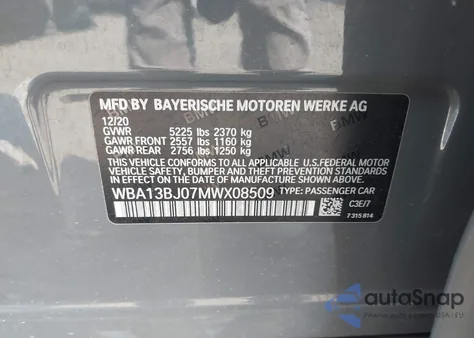 MFD BY BAYERISCHE MOTOREN WERKE AG
12/20
GVWR 5225 lbs 2370 kg
GAWR FRONT 2557 lbs 1160 kg
GAWR REAR 2756 lbs 1250 kg
THIS VEHICLE CONFORMS TO ALL APPLICABLE U.S.FEDERAL MOTOR
VEHICLE SAFETY, BUMPER, AND THEFT PREVENTION STANDARDS
IN EFFECT ON THE DATE OF MANUFACTURE SHOWN ABOVE.
WBA13BJ07MWX08509 TYPE: PASSENGER CAR
C3E/7
7 315 814
autoSnap